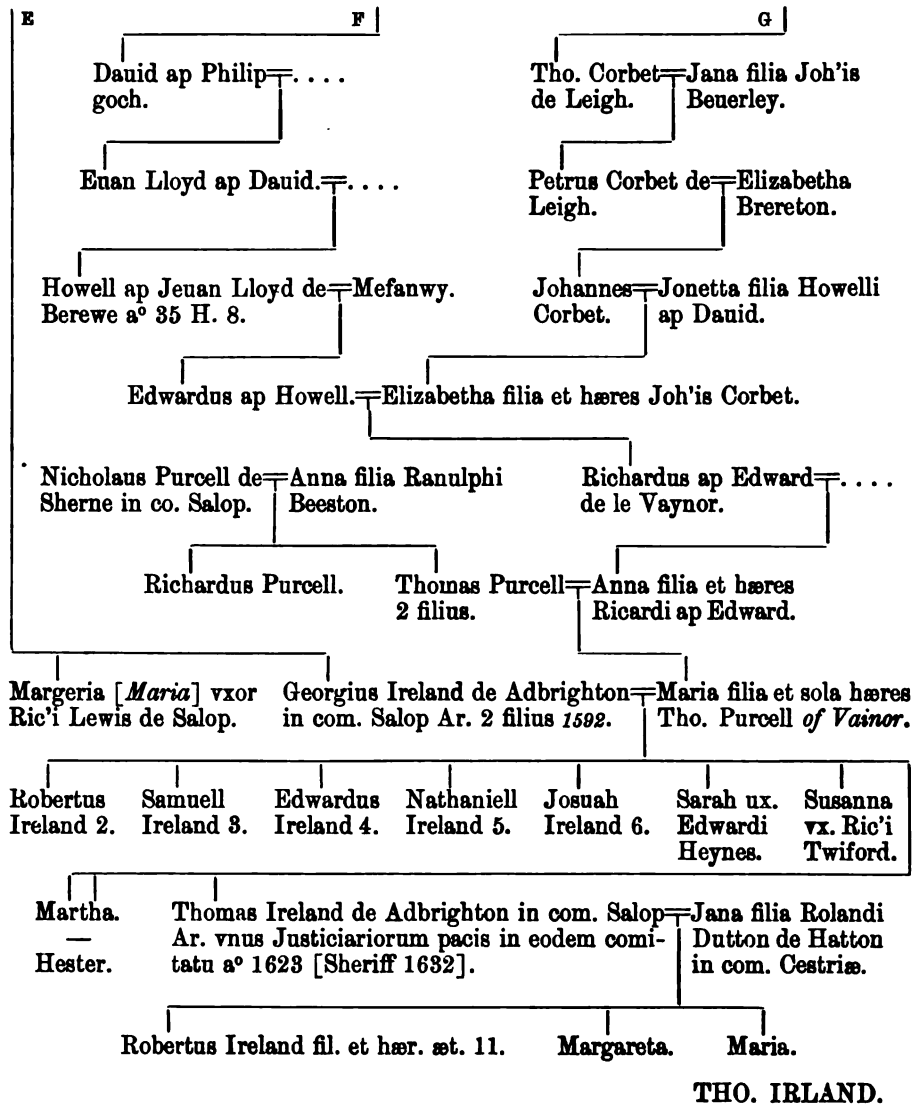 E F G
Dauid ap Philip . . . . Tho. Corbet Jana filia Joh'is
goch. de Leigh. Beuerley.
Euan Lloyd ap Dauid. . . . . Petrus Corbet de Elizabetha
Leigh. Brereton.
Howell ap Jeuan Lloyd de Mefanwy. Johannes Jonetta filia Howelli
Berewe aº 35 H. 8. Corbet. ap Dauid.
Edwardus ap Howell. Elizabetha filia et hæres Joh'is Corbet.
Nicholaus Purcell de Anna filia Ranulphi Richardus ap Edward . . . .
Sherne in co. Salop. Beeston. de le Vaynor.
Richardus Purcell. Thomas Purcell Anna filia et hæres
2 filius. Ricardi ap Edward.
Margeria [Maria] vxor Georgius Ireland de Adbrighton Maria filia et sola hæres
Ric'i Lewis de Salop. in com. Salop Ar. 2 filius 1592. Tho. Purcell of Vainor.
Robertus Samuell Edwardus Nathaniell Josuah Sarah ux. Susanna
Ireland 2. Ireland 3. Ireland 4. Ireland 5. Ireland 6. Edwardi vx. Ric'i
Heynes. Twiford.
Martha. Thomas Ireland de Adbrighton in com. Salop Jana filia Rolandi
— Ar. vnus Justiciariorum pacis in eodem comi- Dutton de Hatton
Hester. tatu aº 1623 [Sheriff 1632]. in com. Cestriæ.
Robertus Ireland fil. et hær. æt. 11. Margareta. Maria.
THO. IRLAND.